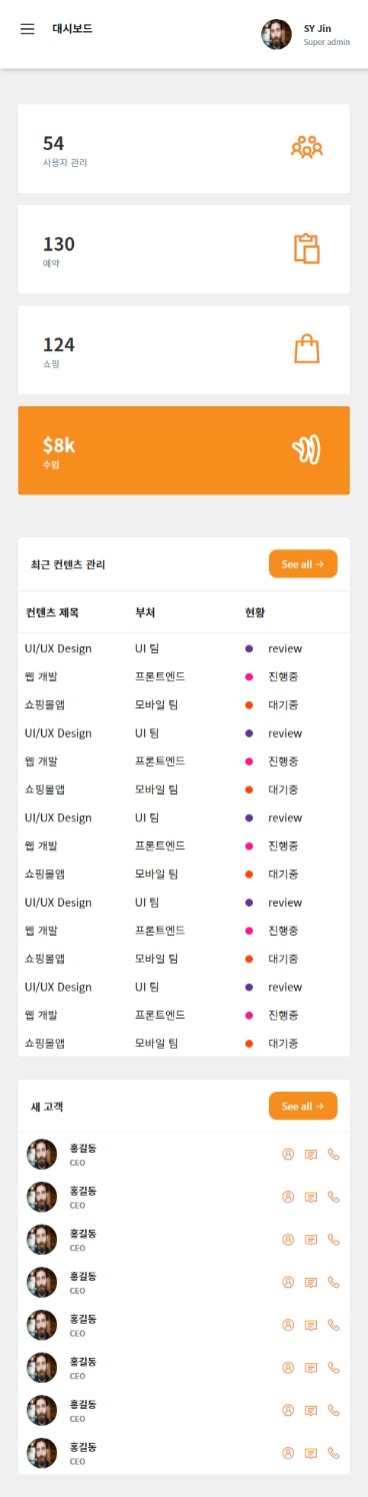 대시보드
SY Jin
Super admin
54
사용자 관리
130
예약
124
쇼핑
$8k
수입
최근 컨텐츠 관리
See all →
컨텐츠 제목 부처 현황
UI/UX Design UI 팀 review
웹 개발 프론트엔드 진행중
쇼핑몰앱 모바일 팀 대기중
UI/UX Design UI 팀 review
웹 개발 프론트엔드 진행중
쇼핑몰앱 모바일 팀 대기중
UI/UX Design UI 팀 review
웹 개발 프론트엔드 진행중
쇼핑몰앱 모바일 팀 대기중
UI/UX Design UI 팀 review
웹 개발 프론트엔드 진행중
쇼핑몰앱 모바일 팀 대기중
UI/UX Design UI 팀 review
웹 개발 프론트엔드 진행중
쇼핑몰앱 모바일 팀 대기중
새 고객
See all →
홍길동
CEO
홍길동
CEO
홍길동
CEO
홍길동
CEO
홍길동
CEO
홍길동
CEO
홍길동
CEO
홍길동
CEO